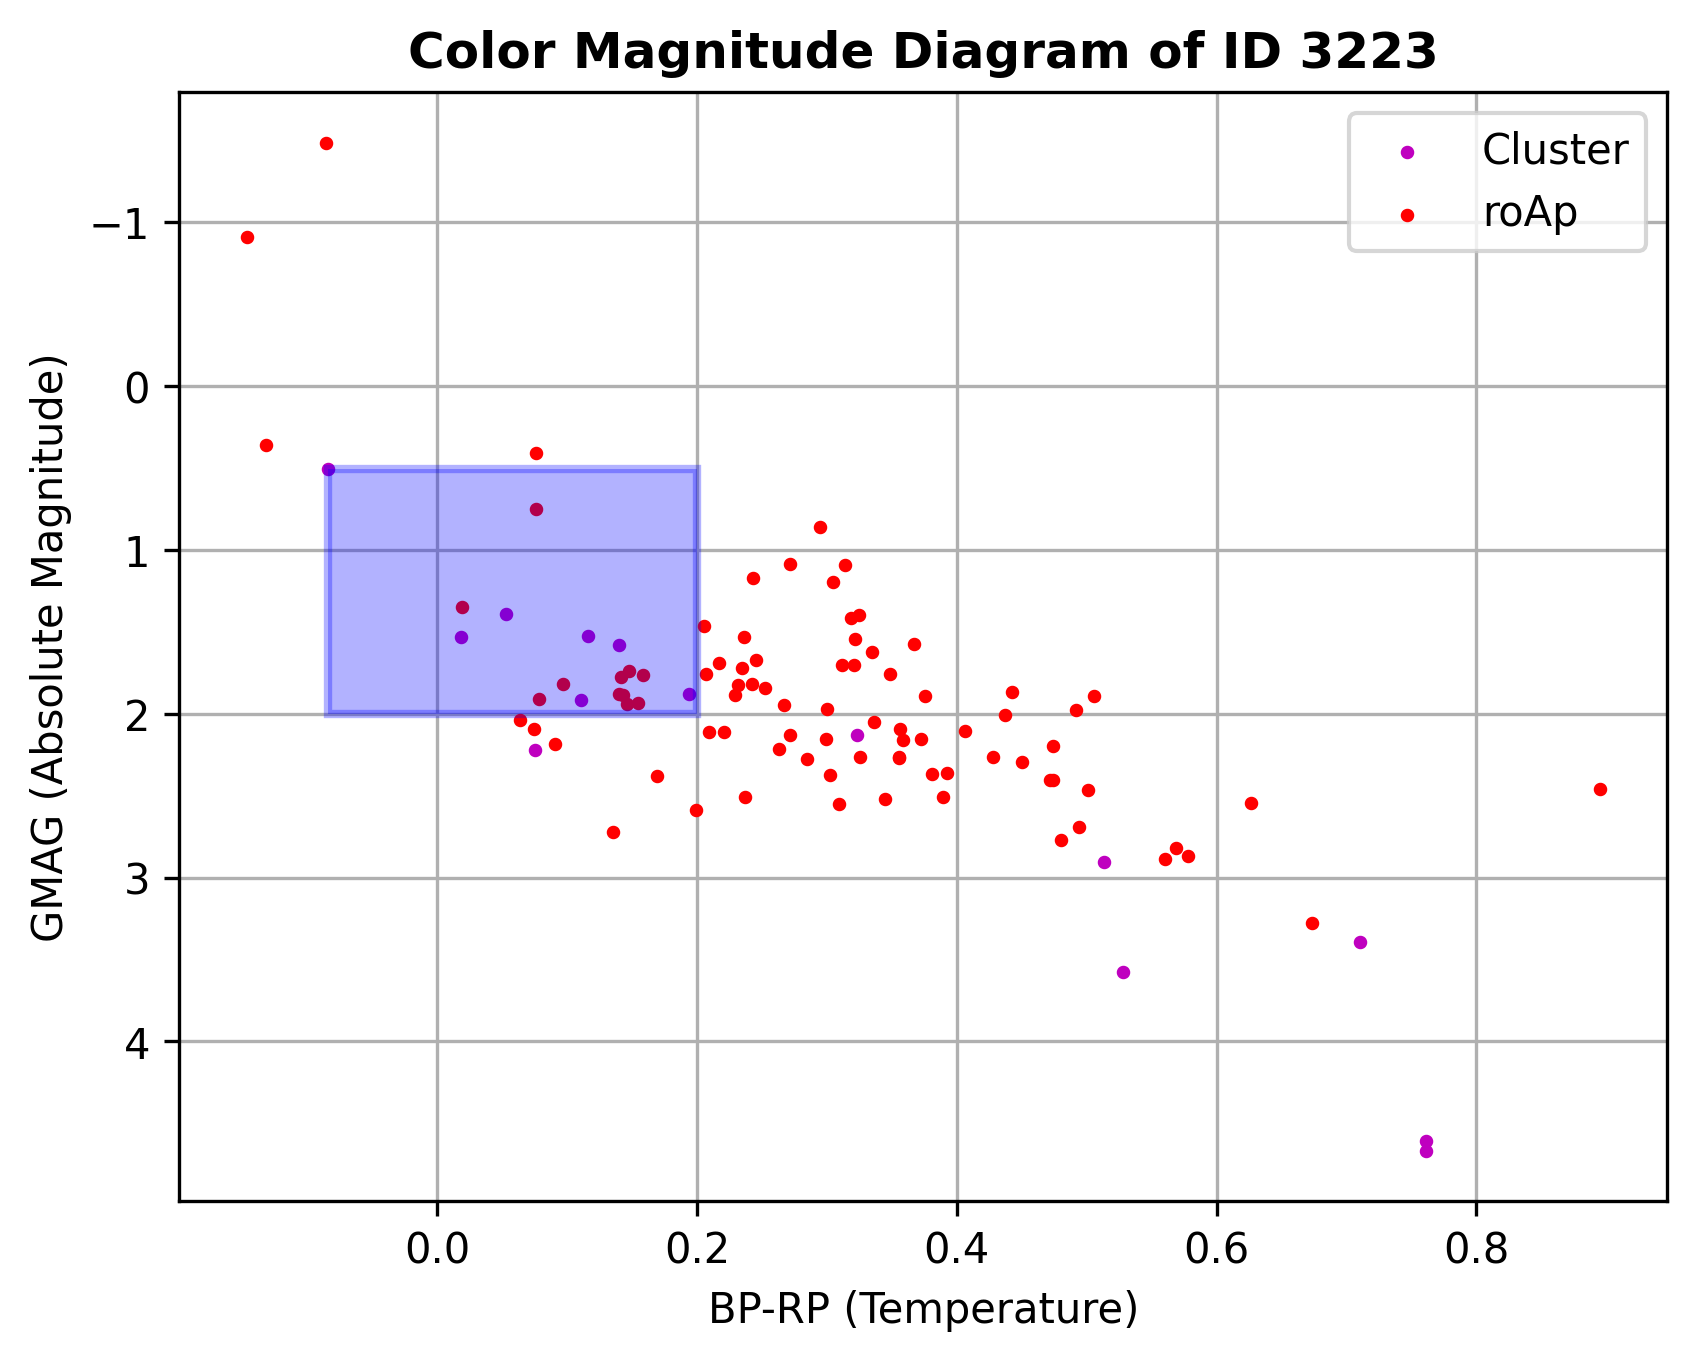 Color Magnitude Diagram of ID 3223
Cluster
roAp
GMAG (Absolute Magnitude)
−1
0
1
2
3
4
0.0 0.2 0.4 0.6 0.8
BP-RP (Temperature)